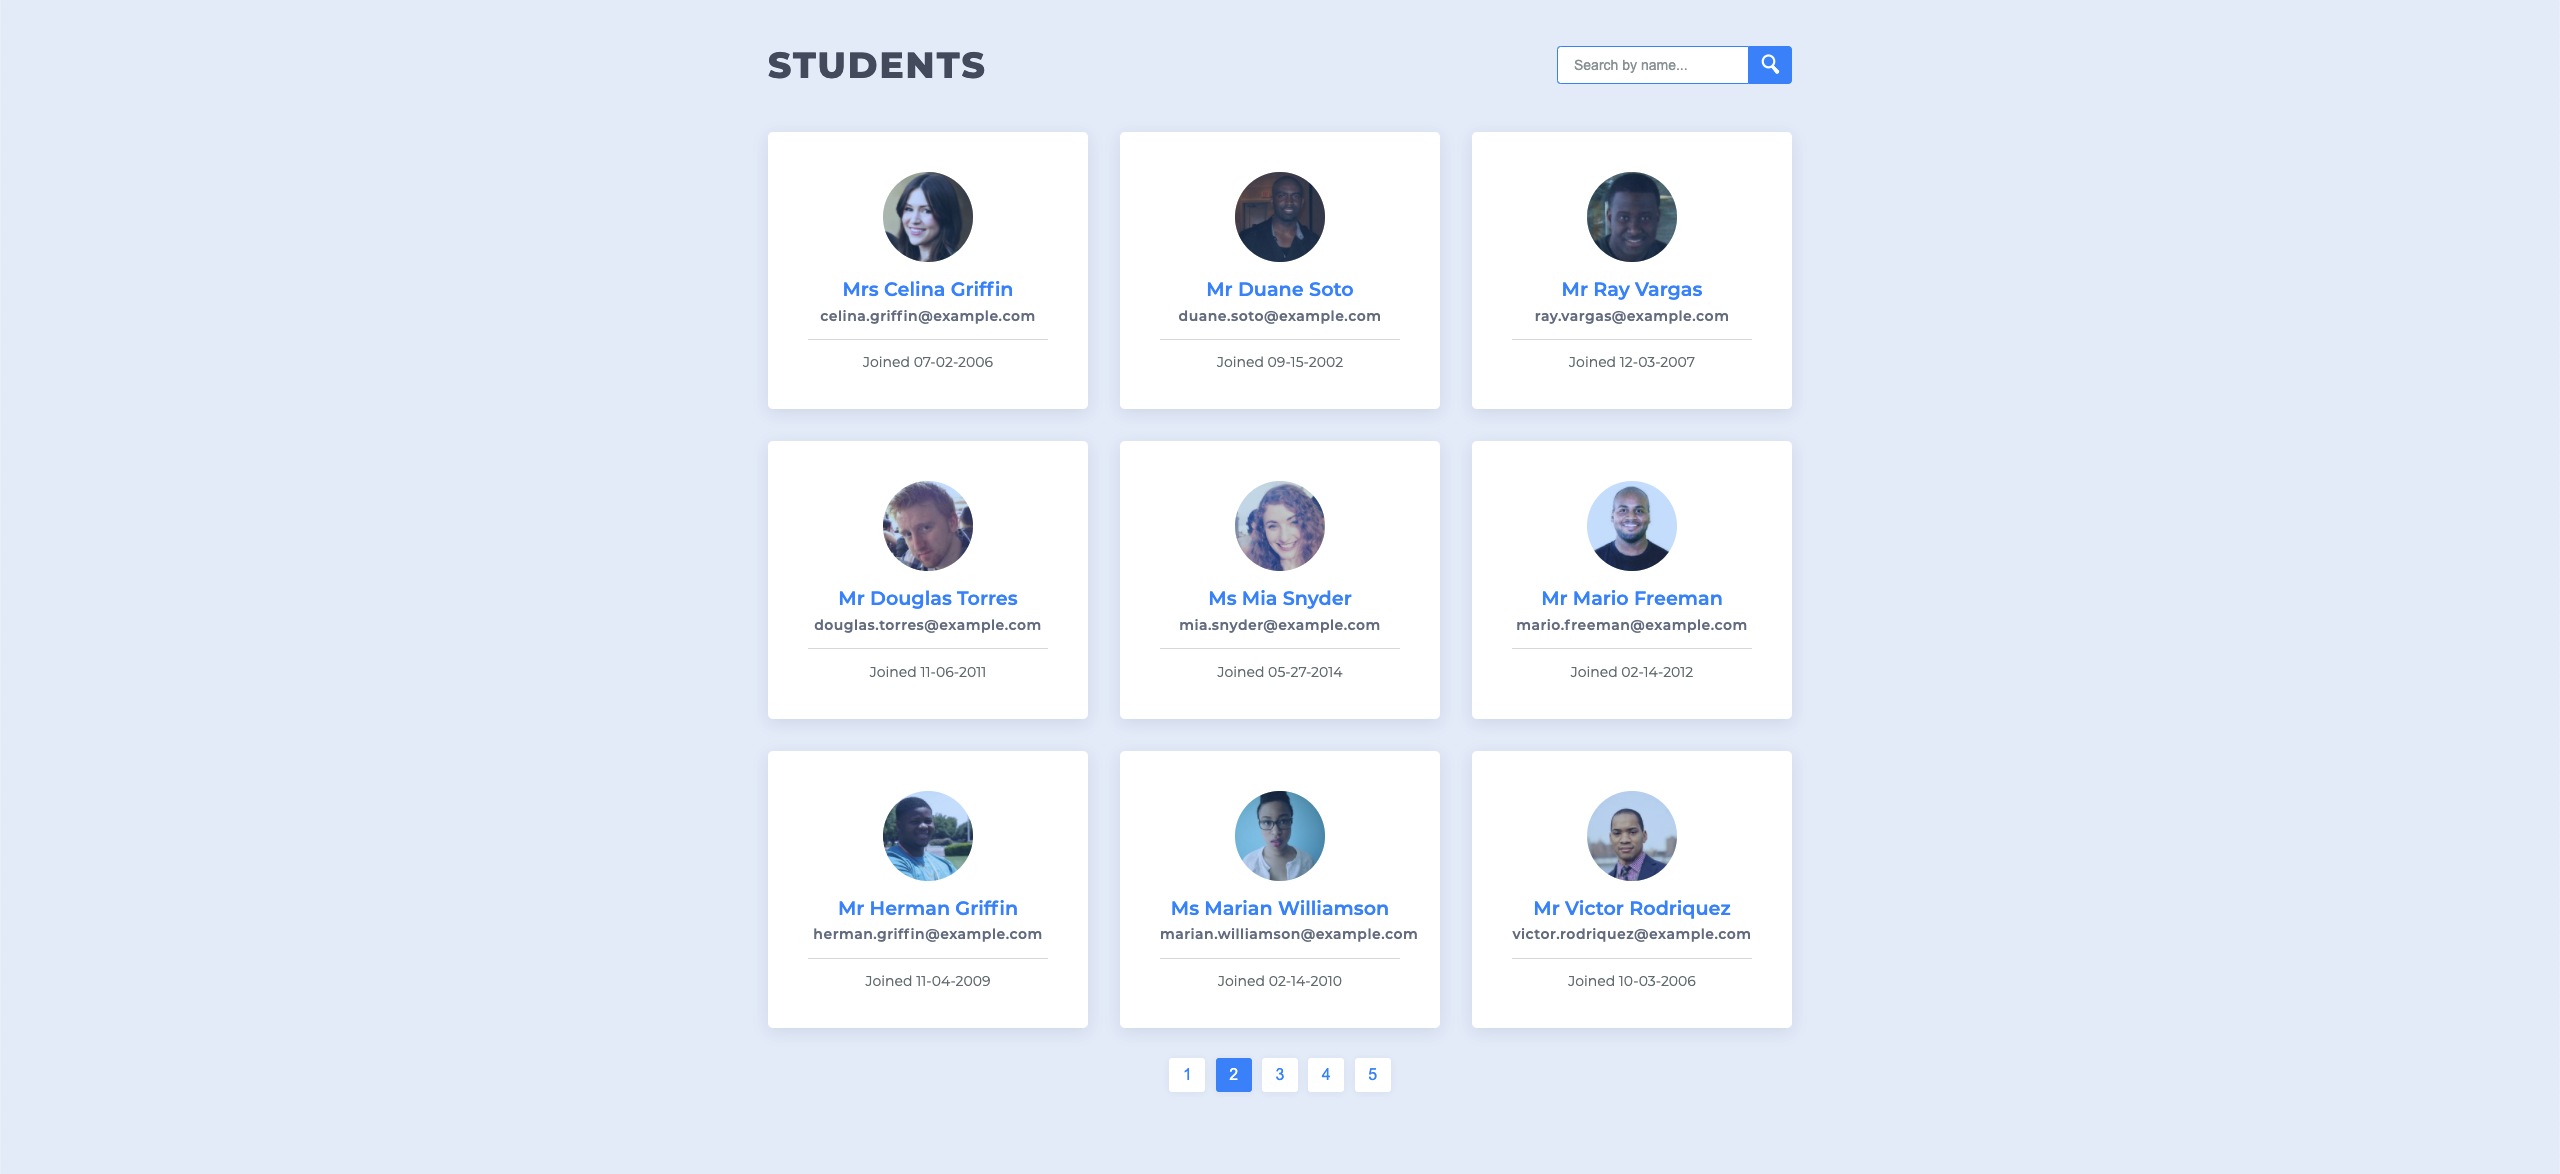 STUDENTS
Search by name...
Mrs Celina Griffin
celina.griffin@example.com
Joined 07-02-2006
Mr Duane Soto
duane.soto@example.com
Joined 09-15-2002
Mr Ray Vargas
ray.vargas@example.com
Joined 12-03-2007
Mr Douglas Torres
douglas.torres@example.com
Joined 11-06-2011
Ms Mia Snyder
mia.snyder@example.com
Joined 05-27-2014
Mr Mario Freeman
mario.freeman@example.com
Joined 02-14-2012
Mr Herman Griffin
herman.griffin@example.com
Joined 11-04-2009
Ms Marian Williamson
marian.williamson@example.com
Joined 02-14-2010
Mr Victor Rodriquez
victor.rodriquez@example.com
Joined 10-03-2006
1 2 3 4 5